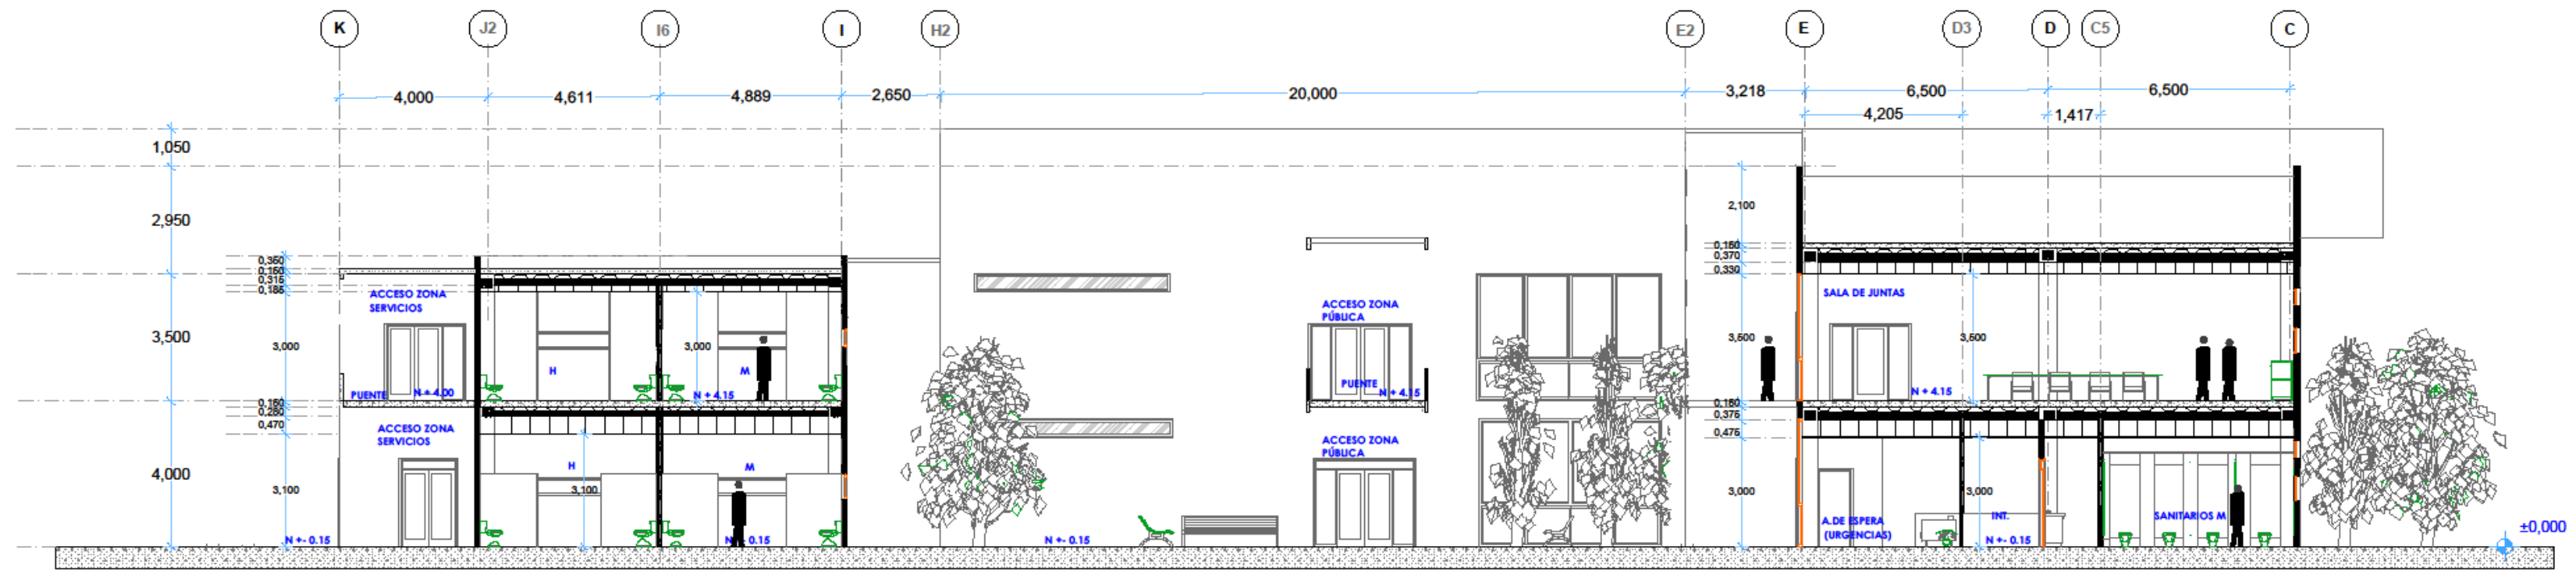 K J2 I6 I H2 E2 E D3 D C5 C
4,000 4,611 4,889 2,650 20,000 3,218 6,500 6,500
4,205 1,417
1,050
2,950
3,500
4,000
0,350
0,150
0,315
0,185
3,000
0,150
0,280
0,470
3,100
ACCESO ZONA
SERVICIOS
PUENTE N + 4.00
ACCESO ZONA
SERVICIOS
N +- 0.15
H
3,000
M
N + 4.15
H
M
3,100
N +- 0.15
N +- 0.15
ACCESO ZONA
PÚBLICA
PUENTE
N + 4.15
ACCESO ZONA
PÚBLICA
2,100
0,150
0,370
0,330
3,500
0,150
0,375
0,475
3,000
SALA DE JUNTAS
3,500
N + 4.15
A.DE ESPERA
(URGENCIAS)
3,000
INT.
N +- 0.15
SANITARIOS M
±0,000